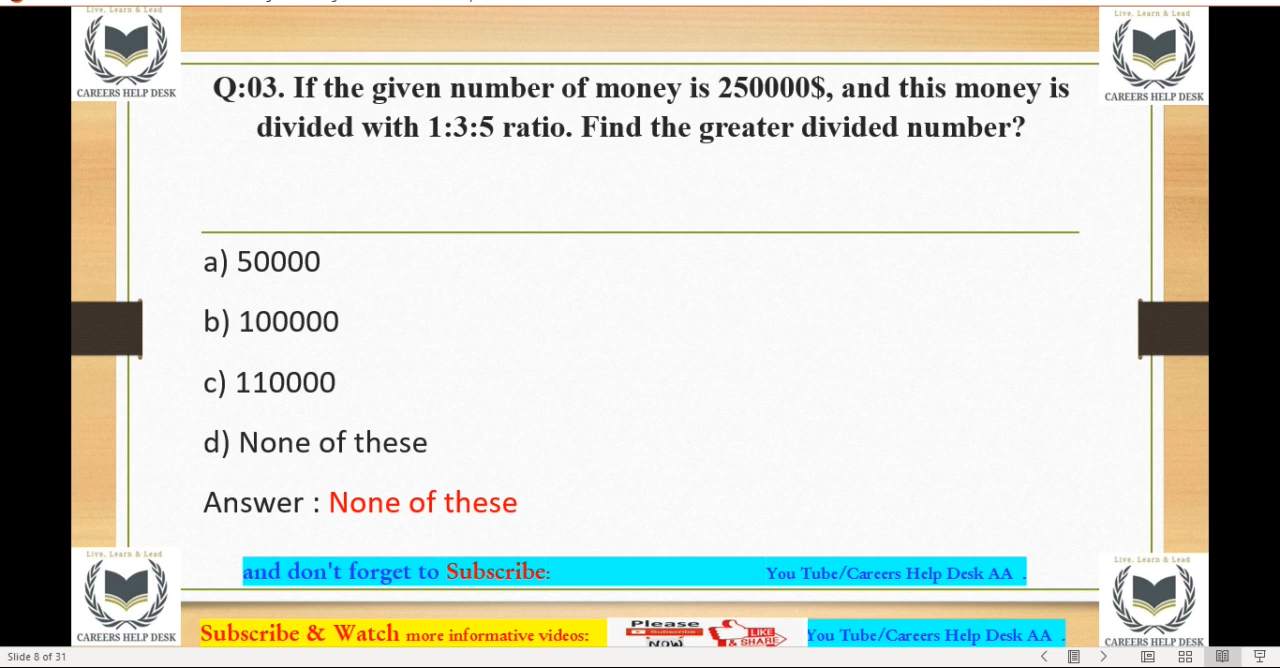 Live, Learn & Lead
CAREERS HELP DESK
Live, Learn & Lead
CAREERS HELP DESK
Q:03. If the given number of money is 250000$, and this money is
divided with 1:3:5 ratio. Find the greater divided number?
a) 50000
b) 100000
c) 110000
d) None of these
Answer : None of these
Live, Learn & Lead
CAREERS HELP DESK
Live, Learn & Lead
CAREERS HELP DESK
and don't forget to Subscribe: You Tube/Careers Help Desk AA .
Subscribe & Watch more informative videos:
Please
Subscribe
NOW
LIKE
& SHARE
You Tube/Careers Help Desk AA .
Slide 8 of 31